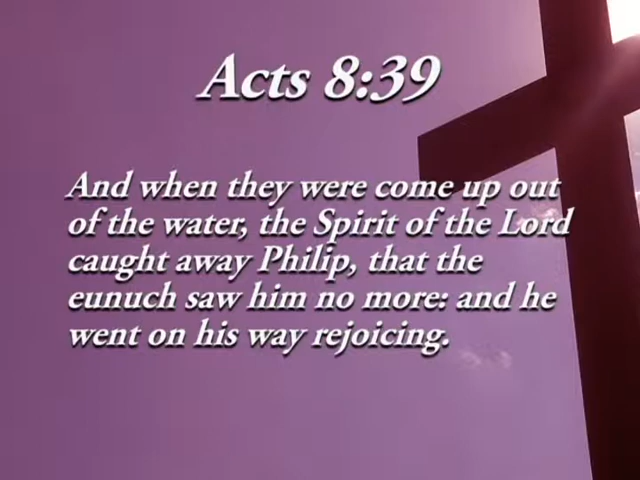 Acts 8:39
And when they were come up out
of the water, the Spirit of the Lord
caught away Philip, that the
eunuch saw him no more: and he
went on his way rejoicing.